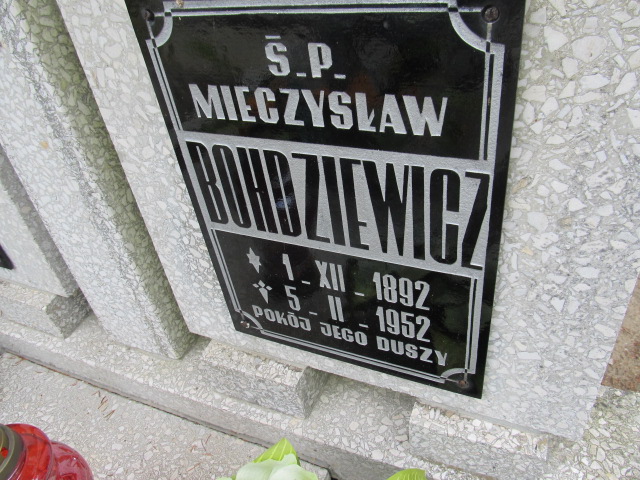 Ś.P.
MIECZYSŁAW
BOHDZIEWICZ
* 1 - XII - 1892
✝ 5 - II - 1952
POKÓJ JEGO DUSZY